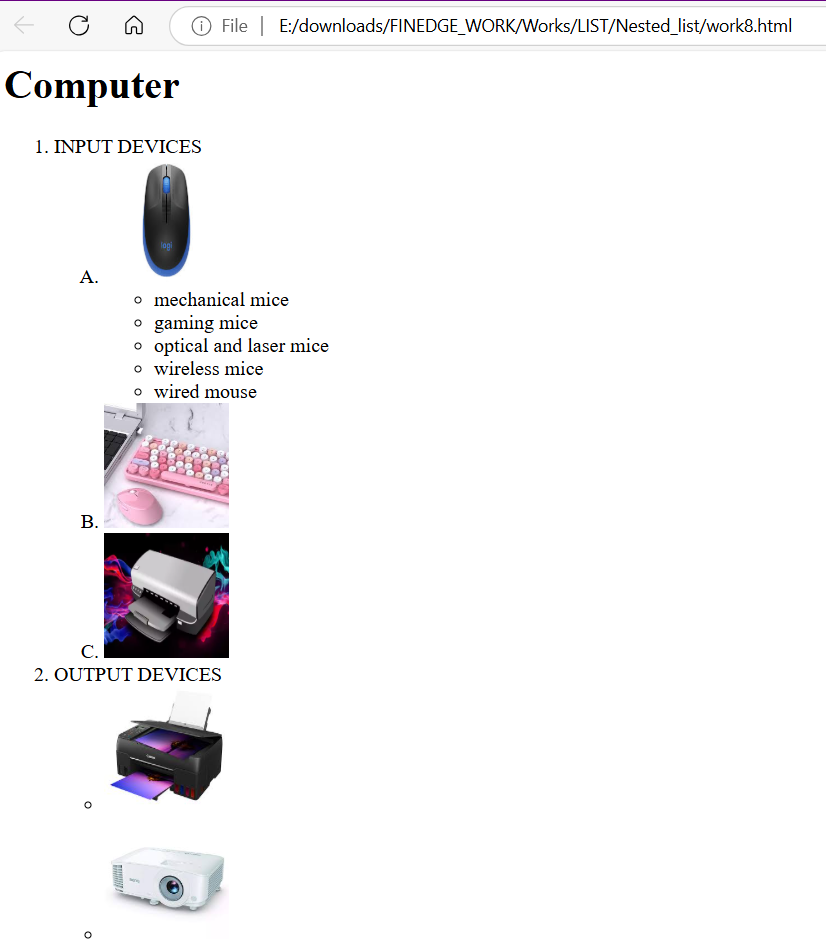 File | E:/downloads/FINEDGE_WORK/Works/LIST/Nested_list/work8.html
Computer
1. INPUT DEVICES
logi
A.
mechanical mice
gaming mice
optical and laser mice
wireless mice
wired mouse
B.
C.
2. OUTPUT DEVICES